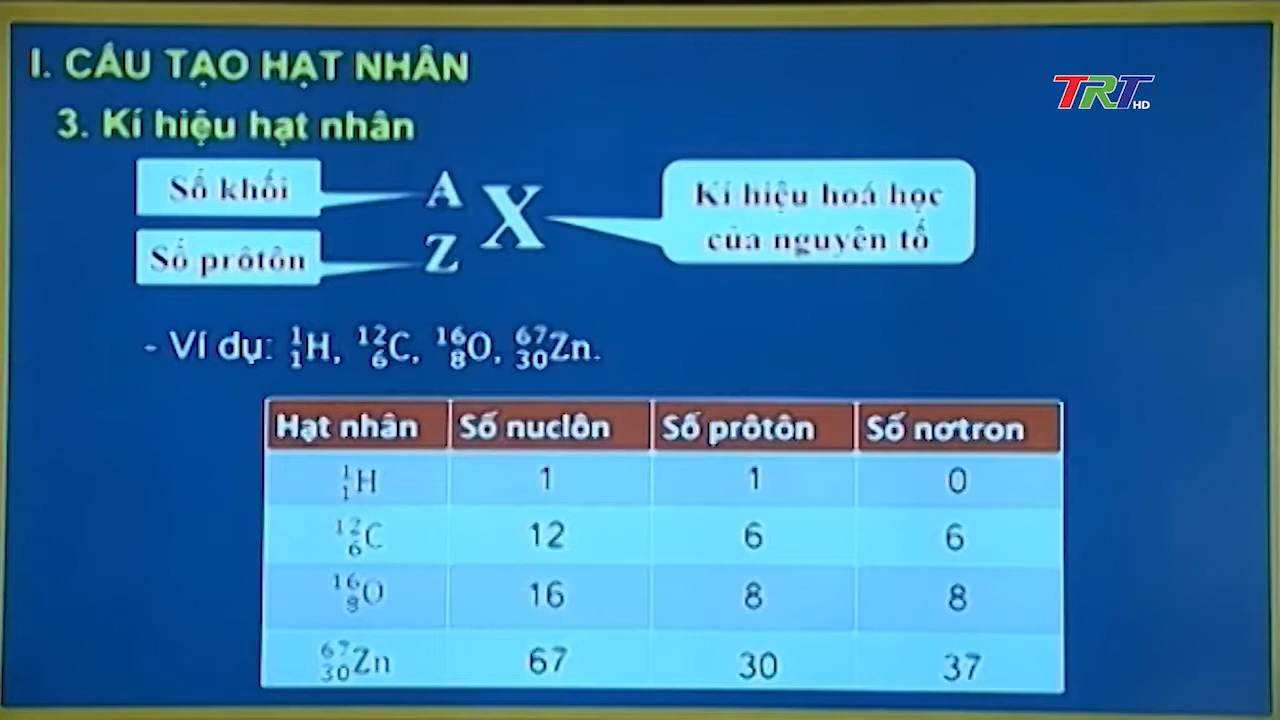 I. CẤU TẠO HẠT NHÂN
TRT HD
3. Kí hiệu hạt nhân
Số khối
A
X
Kí hiệu hoá học
của nguyên tố
Số prôtôn
Z
- Ví dụ: ¹₁H, ¹²₆C, ¹⁶₈O, ⁶⁷₃₀Zn.
Hạt nhân Số nuclôn Số prôtôn Số nơtron
¹₁H 1 1 0
¹²₆C 12 6 6
¹⁶₈O 16 8 8
⁶⁷₃₀Zn 67 30 37